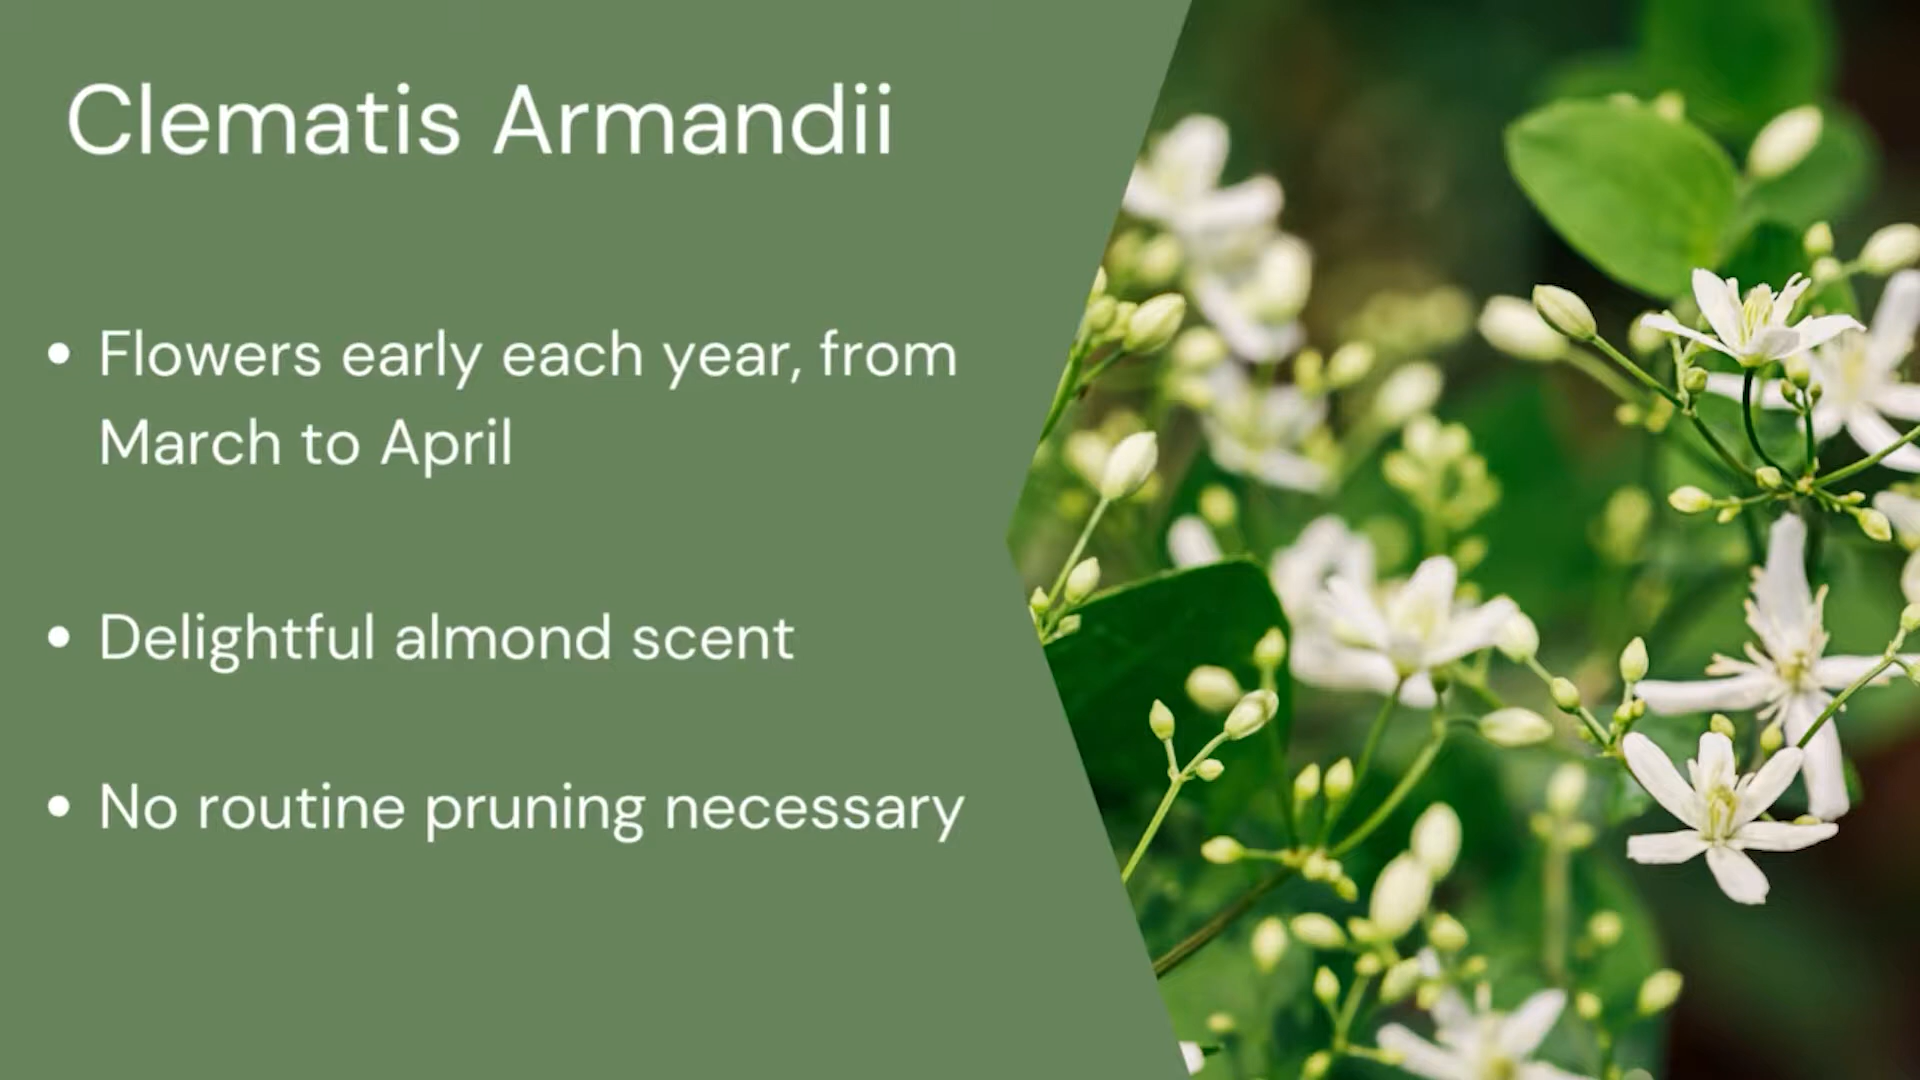 Clematis Armandii
• Flowers early each year, from
March to April
• Delightful almond scent
• No routine pruning necessary